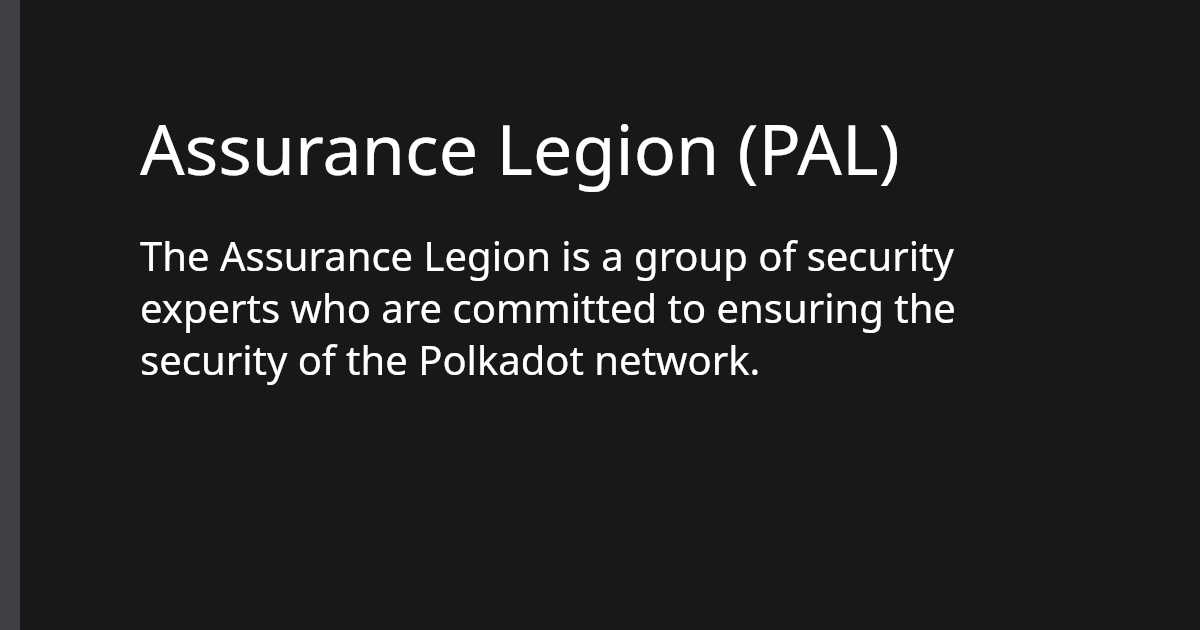 Assurance Legion (PAL)
The Assurance Legion is a group of security
experts who are committed to ensuring the
security of the Polkadot network.